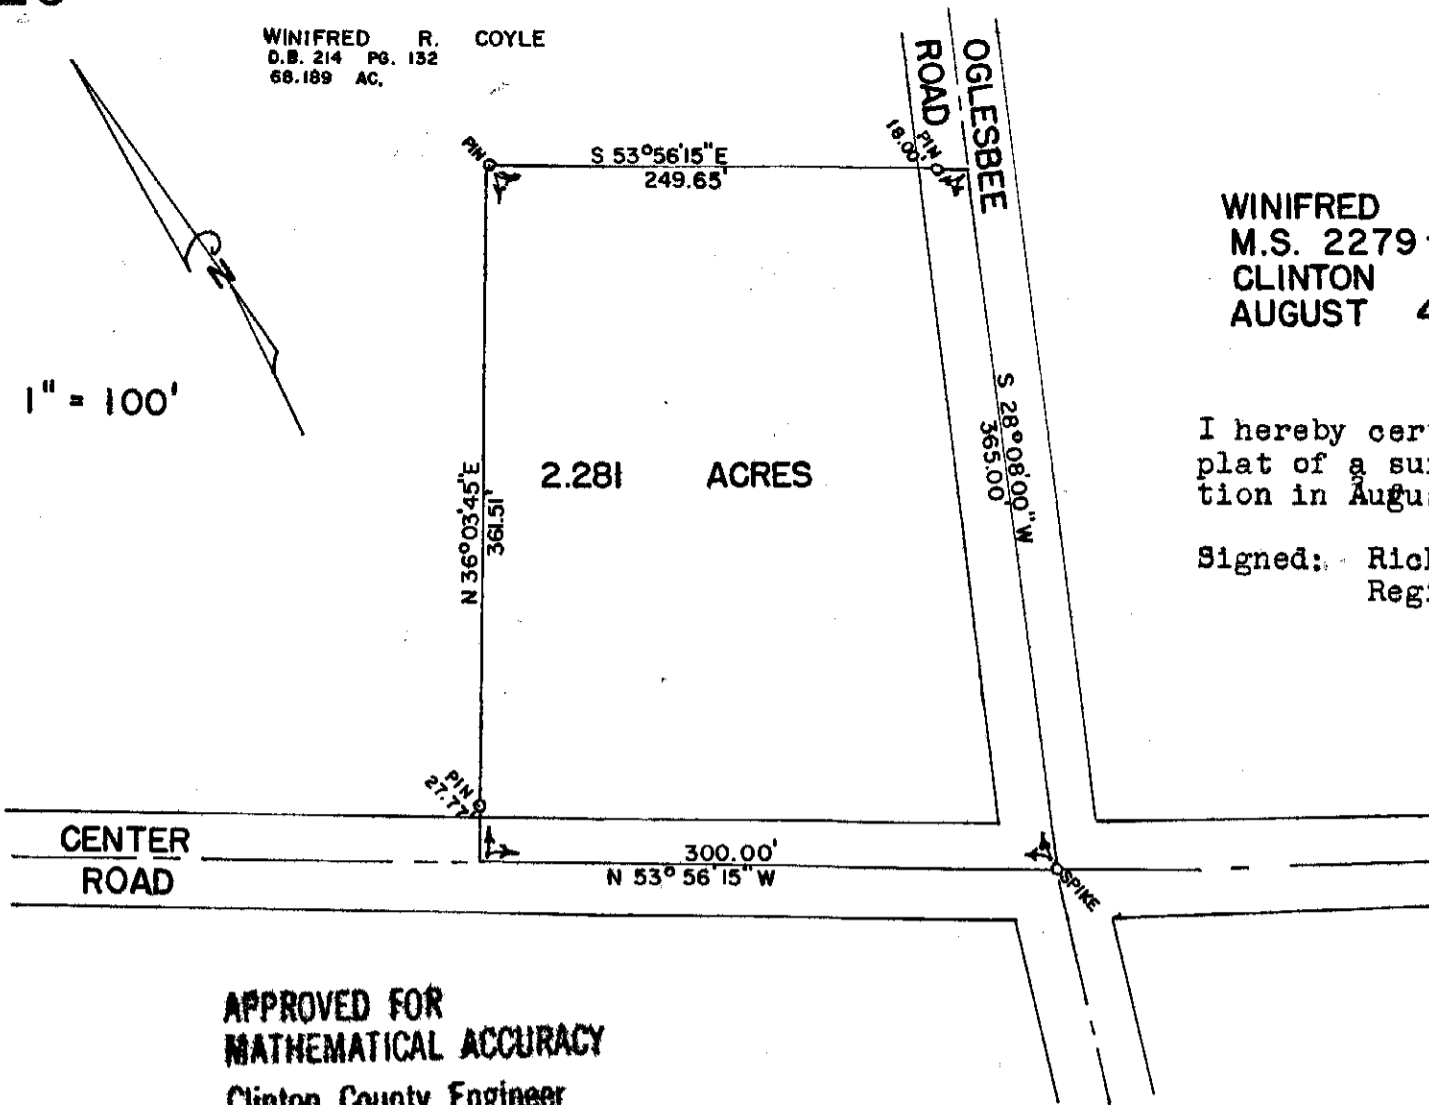 WINIFRED R. COYLE
D.B. 214 PG. 132
68.189 AC.
OGLESBEE
ROAD
PIN
S 53°56'15"E
249.65'
PIN
18.00'
N
1" = 100'
WINIFRED
M.S. 2279
CLINTON
AUGUST 4
I hereby cer
plat of a su
tion in Augu
Signed: Ric
Reg
2.281 ACRES
N 36°03'45"E
361.51'
S 28°08'00"W
365.00'
PIN
27.77'
CENTER
ROAD
300.00'
N 53°56'15"W
SPIKE
APPROVED FOR
MATHEMATICAL ACCURACY
Clinton County Engineer